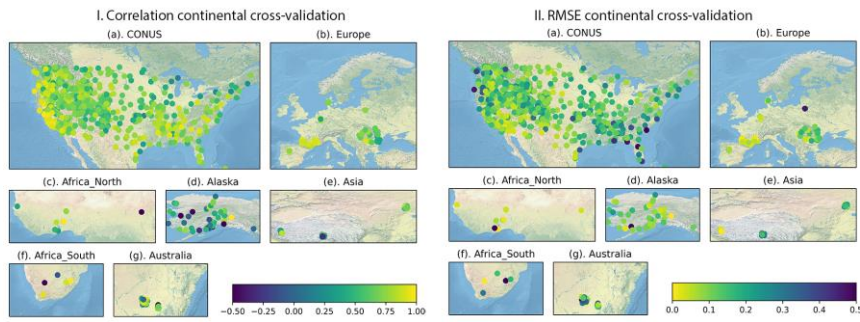 I. Correlation continental cross-validation
(a). CONUS
(b). Europe
(c). Africa_North
(d). Alaska
(e). Asia
(f). Africa_South
(g). Australia
−0.50 −0.25 0.00 0.25 0.50 0.75 1.00
II. RMSE continental cross-validation
(a). CONUS
(b). Europe
(c). Africa_North
(d). Alaska
(e). Asia
(f). Africa_South
(g). Australia
0.0 0.1 0.2 0.3 0.4 0.5